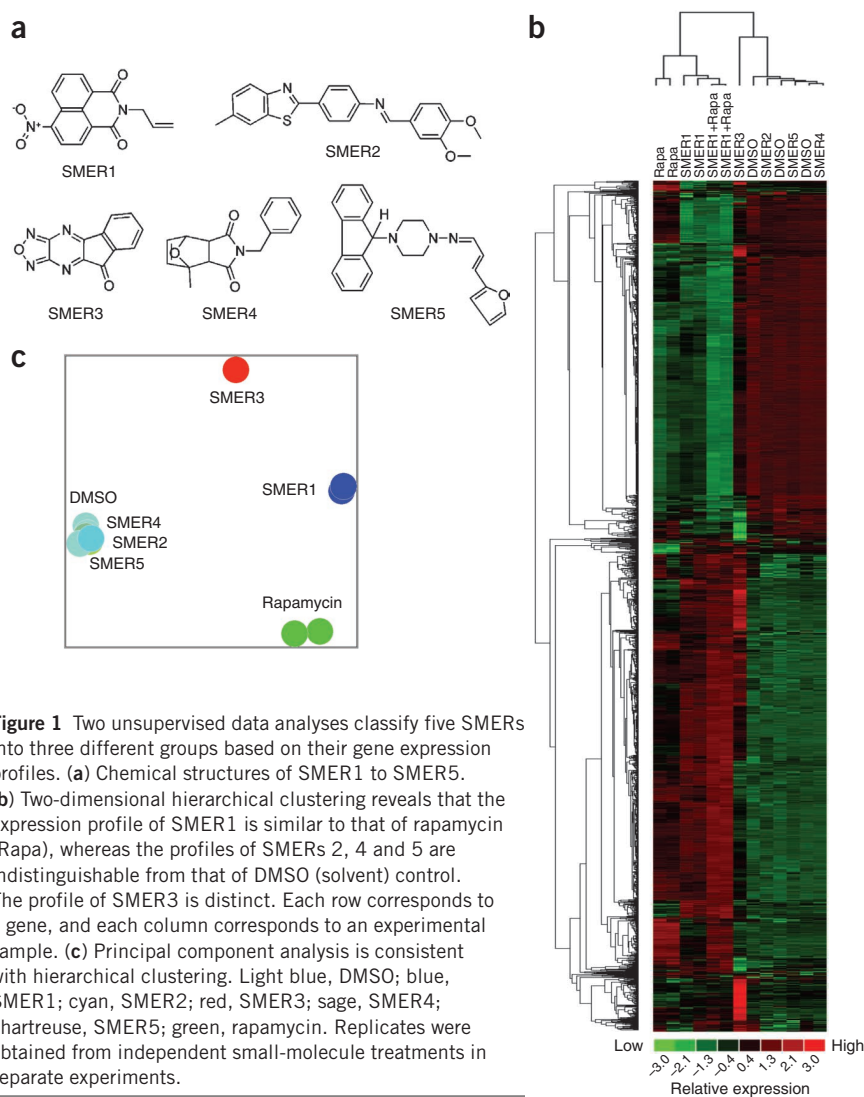 a
O
N
O
-O
N+
O
SMER1
N
S
N
O
O
SMER2
N
N
O
N
N
O
SMER3
O
O
N
O
SMER4
H
N
N
N
O
SMER5
b
Rapa
Rapa
SMER1
SMER1
SMER1+Rapa
SMER1+Rapa
SMER3
DMSO
SMER2
DMSO
SMER5
DMSO
SMER4
Low
High
−3.0
−2.1
−1.3
−0.4
0.4
1.3
2.1
3.0
Relative expression
c
SMER3
SMER1
DMSO
SMER4
SMER2
SMER5
Rapamycin
Figure 1 Two unsupervised data analyses classify five SMERs
nto three different groups based on their gene expression
rofiles. (a) Chemical structures of SMER1 to SMER5.
b) Two-dimensional hierarchical clustering reveals that the
xpression profile of SMER1 is similar to that of rapamycin
Rapa), whereas the profiles of SMERs 2, 4 and 5 are
ndistinguishable from that of DMSO (solvent) control.
The profile of SMER3 is distinct. Each row corresponds to
gene, and each column corresponds to an experimental
ample. (c) Principal component analysis is consistent
with hierarchical clustering. Light blue, DMSO; blue,
SMER1; cyan, SMER2; red, SMER3; sage, SMER4;
hartreuse, SMER5; green, rapamycin. Replicates were
btained from independent small-molecule treatments in
eparate experiments.